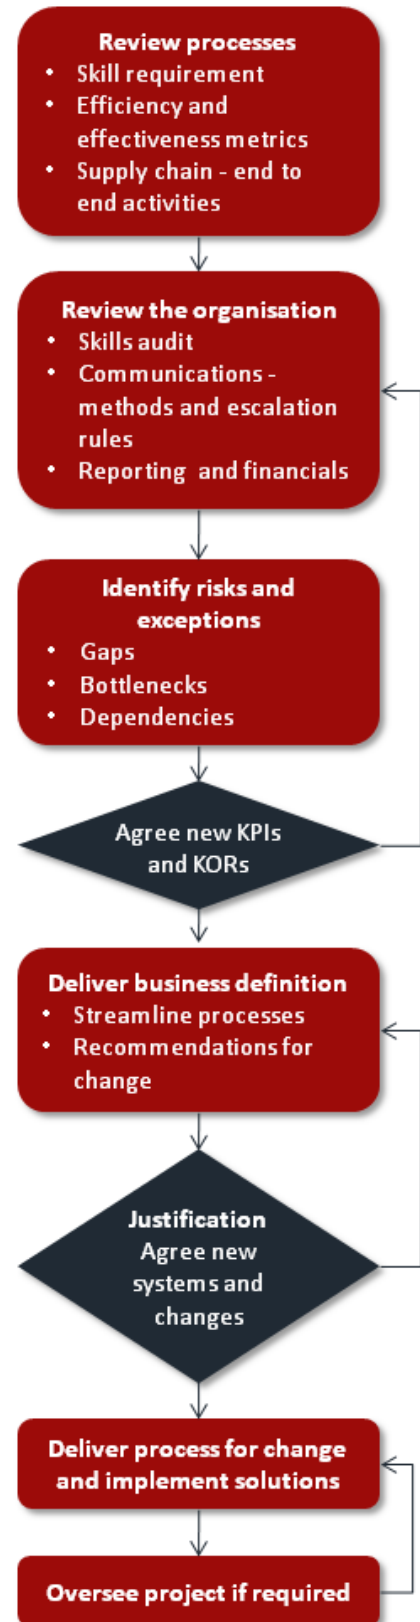 Review processes
• Skill requirement
• Efficiency and
effectiveness metrics
• Supply chain - end to
end activities
Review the organisation
• Skills audit
• Communications -
methods and escalation
rules
• Reporting and financials
Identify risks and
exceptions
• Gaps
• Bottlenecks
• Dependencies
Agree new KPIs
and KORs
Deliver business definition
• Streamline processes
• Recommendations for
change
Justification
Agree new
systems and
changes
Deliver process for change
and implement solutions
Oversee project if required